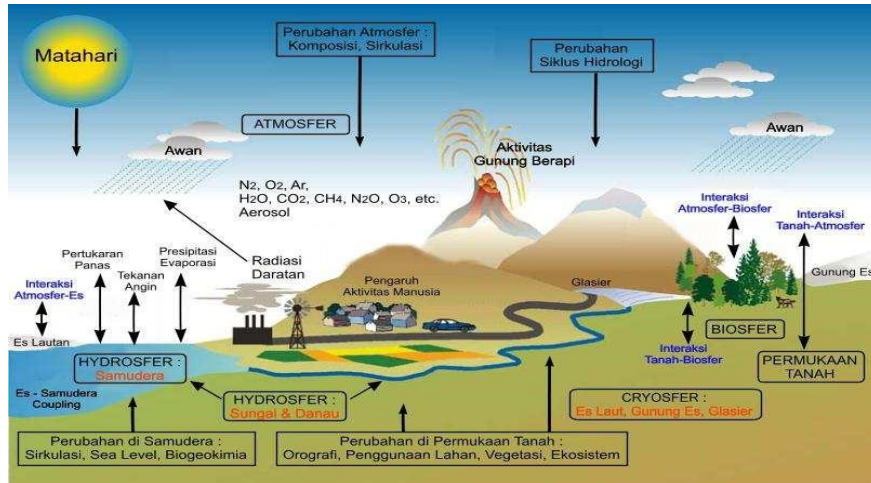 Matahari
Perubahan Atmosfer :
Komposisi, Sirkulasi
Perubahan
Siklus Hidrologi
ATMOSFER
Awan
Aktivitas
Gunung Berapi
Awan
N2, O2, Ar,
H2O, CO2, CH4, N2O, O3, etc.
Aerosol
Interaksi
Atmosfer-Biosfer
Interaksi
Tanah-Atmosfer
Pertukaran
Panas
Presipitasi
Evaporasi
Radiasi
Daratan
Tekanan
Angin
Interaksi
Atmosfer-Es
Pengaruh
Aktivitas Manusia
Glasier
Gunung Es
Es Lautan
BIOSFER
HYDROSFER :
Samudera
Interaksi
Tanah-Biosfer
PERMUKAAN
TANAH
Es - Samudera
Coupling
HYDROSFER :
Sungai & Danau
CRYOSFER :
Es Laut, Gunung Es, Glasier
Perubahan di Samudera :
Sirkulasi, Sea Level, Biogeokimia
Perubahan di Permukaan Tanah :
Orografi, Penggunaan Lahan, Vegetasi, Ekosistem